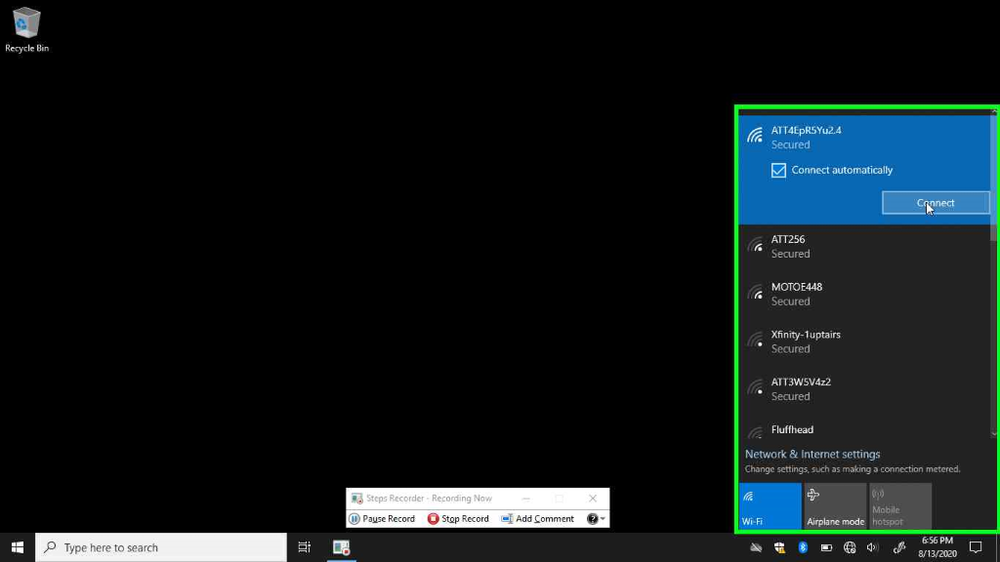 Recycle Bin
ATT4EpR5Yu2.4
Secured
Connect automatically
Connect
ATT256
Secured
MOTOE448
Secured
Xfinity-1uptairs
Secured
ATT3W5V4z2
Secured
Fluffhead
Network & Internet settings
Change settings, such as making a connection metered.
Wi-Fi
Airplane mode
Mobile
hotspot
Steps Recorder - Recording Now
Pause Record
Stop Record
Add Comment
Type here to search
6:56 PM
8/13/2020